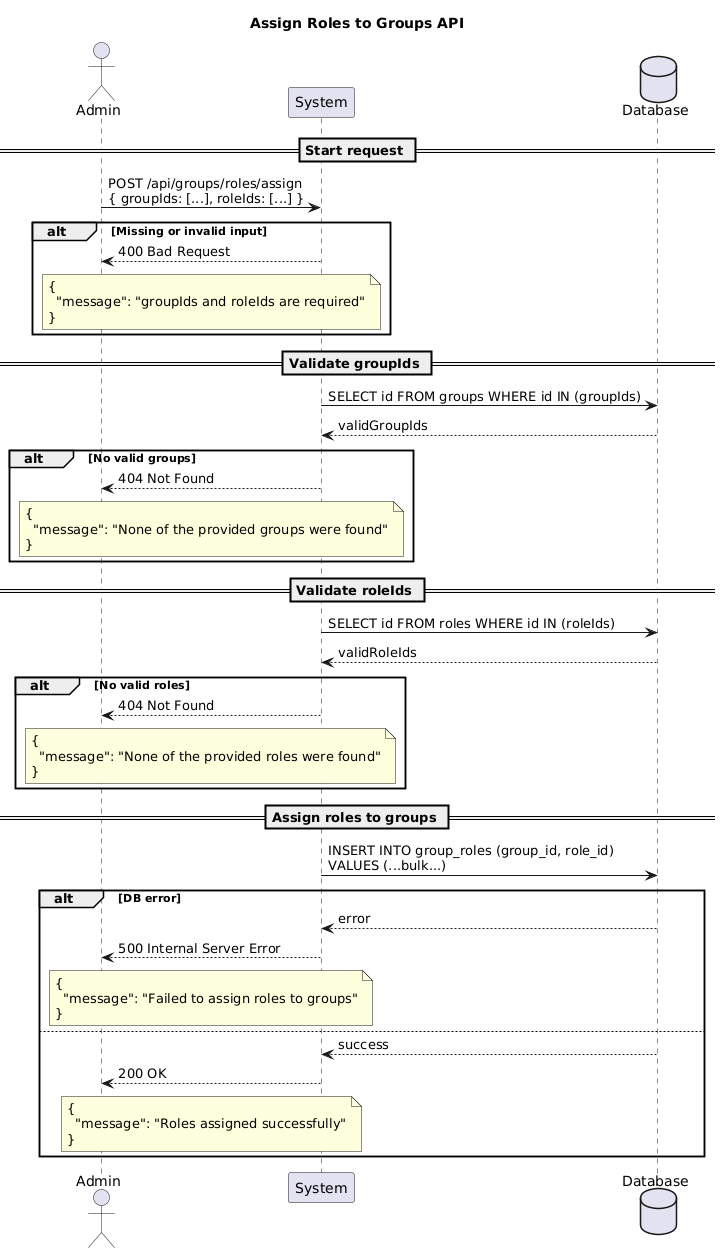 Assign Roles to Groups API
Admin
System
Database
Start request
POST /api/groups/roles/assign
{ groupIds: [...], roleIds: [...] }
alt
[Missing or invalid input]
400 Bad Request
{
"message": "groupIds and roleIds are required"
}
Validate groupIds
SELECT id FROM groups WHERE id IN (groupIds)
validGroupIds
alt
[No valid groups]
404 Not Found
{
"message": "None of the provided groups were found"
}
Validate roleIds
SELECT id FROM roles WHERE id IN (roleIds)
validRoleIds
alt
[No valid roles]
404 Not Found
{
"message": "None of the provided roles were found"
}
Assign roles to groups
INSERT INTO group_roles (group_id, role_id)
VALUES (...bulk...)
alt
[DB error]
error
500 Internal Server Error
{
"message": "Failed to assign roles to groups"
}
success
200 OK
{
"message": "Roles assigned successfully"
}
Admin
System
Database